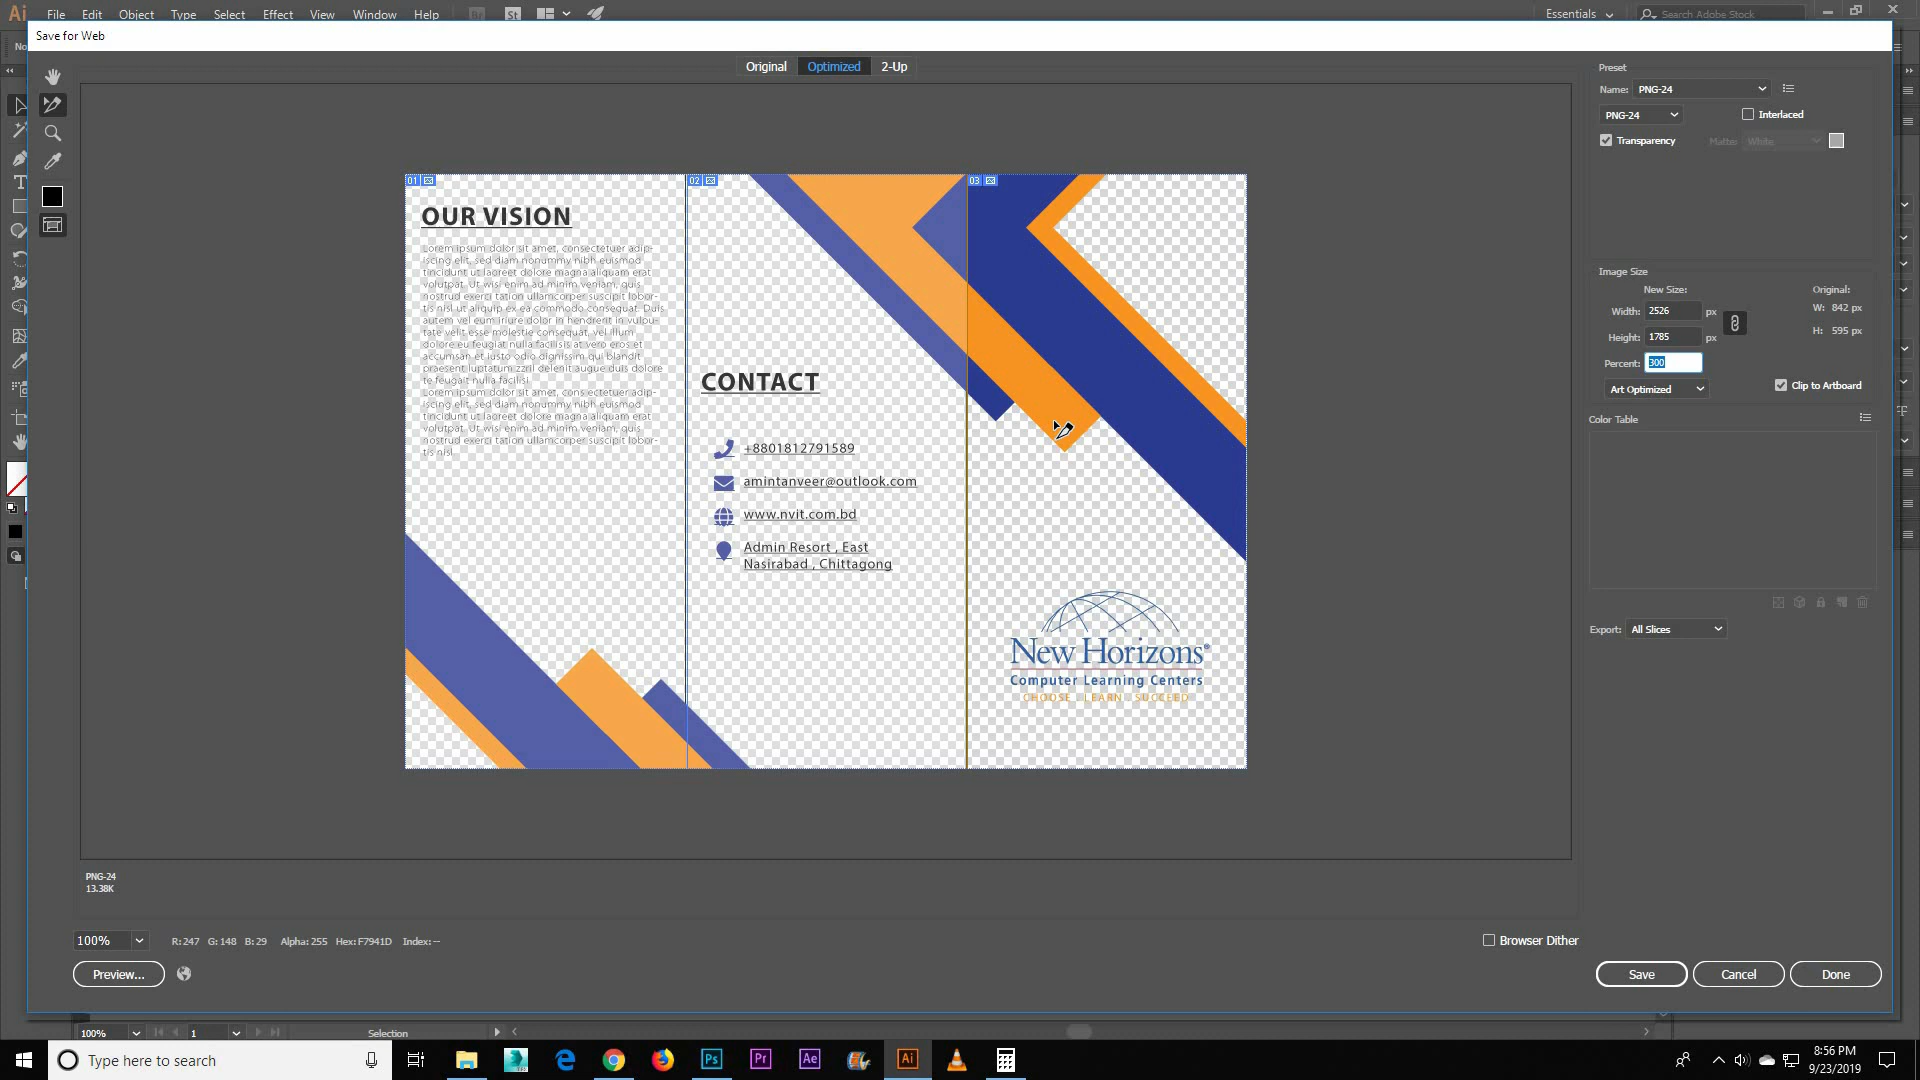 Ai File Edit Object Type Select Effect View Window Help Br St Essentials Search Adobe Stock
Save for Web
No
Original Optimized 2-Up
Preset
Name: PNG-24
PNG-24 Interlaced
Transparency Matte: White
01 02 03
OUR VISION
Lorem ipsum dolor sit amet, consectetuer adip-
iscing elit, sed diam nonummy nibh euismod
tincidunt ut laoreet dolore magna aliquam erat
volutpat. Ut wisi enim ad minim veniam, quis
nostrud exerci tation ullamcorper suscipit lobor-
tis nisl ut aliquip ex ea commodo consequat. Duis
autem vel eum iriure dolor in hendrerit in vulpu-
tate velit esse molestie consequat, vel illum
dolore eu feugiat nulla facilisis at vero eros et
accumsan et iusto odio dignissim qui blandit
praesent luptatum zzril delenit augue duis dolore
te feugait nulla facilisi.
Lorem ipsum dolor sit amet, consectetuer adip-
iscing elit, sed diam nonummy nibh euismod
tincidunt ut laoreet dolore magna aliquam erat
volutpat. Ut wisi enim ad minim veniam, quis
nostrud exerci tation ullamcorper suscipit lobor-
tis nisl
CONTACT
+8801812791589
amintanveer@outlook.com
www.nvit.com.bd
Admin Resort , East
Nasirabad , Chittagong
New Horizons®
Computer Learning Centers
CHOOSE . LEARN . SUCCEED
Image Size
New Size: Original:
Width: 2526 px W: 842 px
Height: 1785 px H: 595 px
Percent: 300
Art Optimized Clip to Artboard
Color Table
Export: All Slices
PNG-24
13.38K
100% R: 247 G: 148 B: 29 Alpha: 255 Hex: F7941D Index: -- Browser Dither
Preview... Save Cancel Done
100% 1 Selection
Type here to search Ps Pr Ae Ai 8:56 PM
9/23/2019